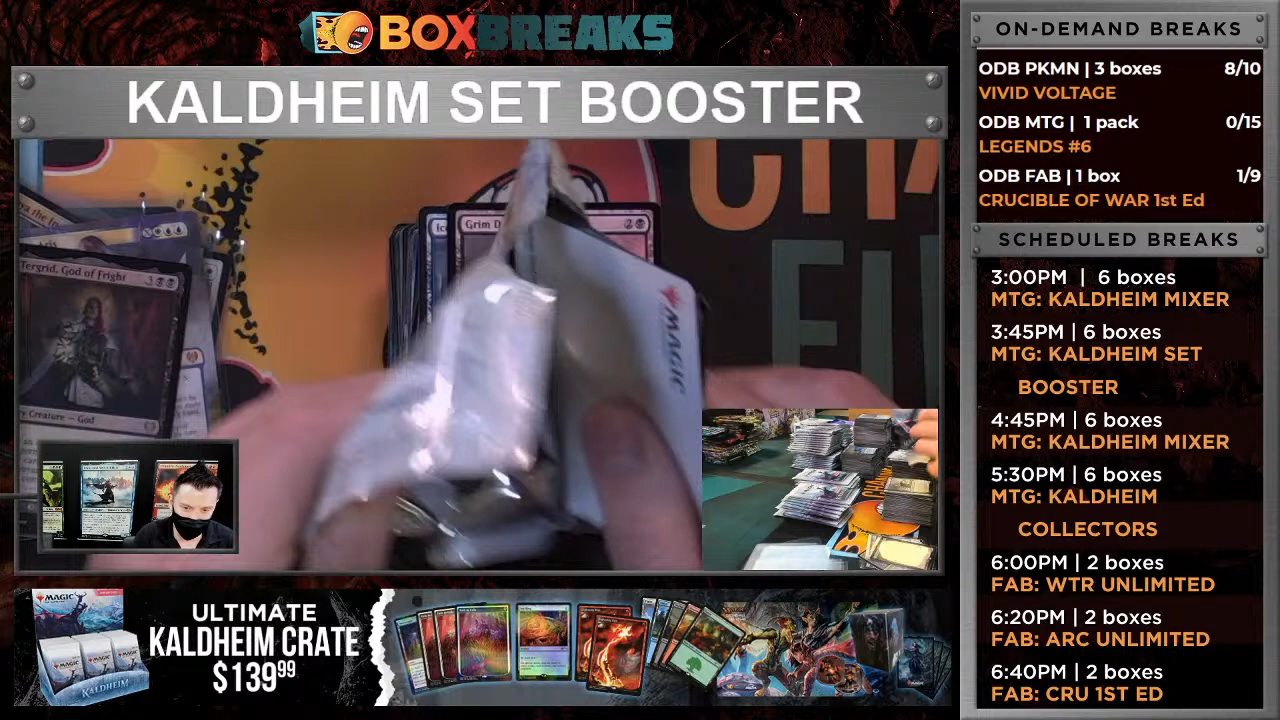 BOXBREAKS
KALDHEIM SET BOOSTER
Grim
Tergrid, God of Fright
Creature — God
MAGIC
ULTIMATE
KALDHEIM CRATE
$139.99
MAGIC
KALDHEIM
ON-DEMAND BREAKS
ODB PKMN | 3 boxes 8/10
VIVID VOLTAGE
ODB MTG | 1 pack 0/15
LEGENDS #6
ODB FAB | 1 box 1/9
CRUCIBLE OF WAR 1st Ed
SCHEDULED BREAKS
3:00PM | 6 boxes
MTG: KALDHEIM MIXER
3:45PM | 6 boxes
MTG: KALDHEIM SET
BOOSTER
4:45PM | 6 boxes
MTG: KALDHEIM MIXER
5:30PM | 6 boxes
MTG: KALDHEIM
COLLECTORS
6:00PM | 2 boxes
FAB: WTR UNLIMITED
6:20PM | 2 boxes
FAB: ARC UNLIMITED
6:40PM | 2 boxes
FAB: CRU 1ST ED